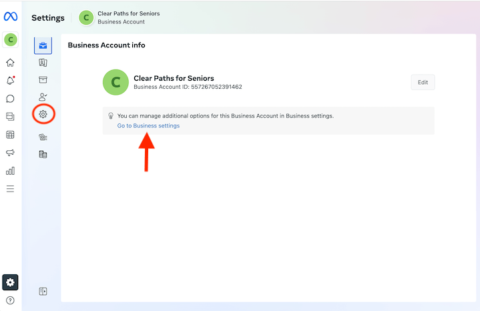 Settings
C
Clear Paths for Seniors
Business Account
C
Business Account info
C
Clear Paths for Seniors
Business Account ID: 557267052391462
Edit
You can manage additional options for this Business Account in Business settings.
Go to Business settings